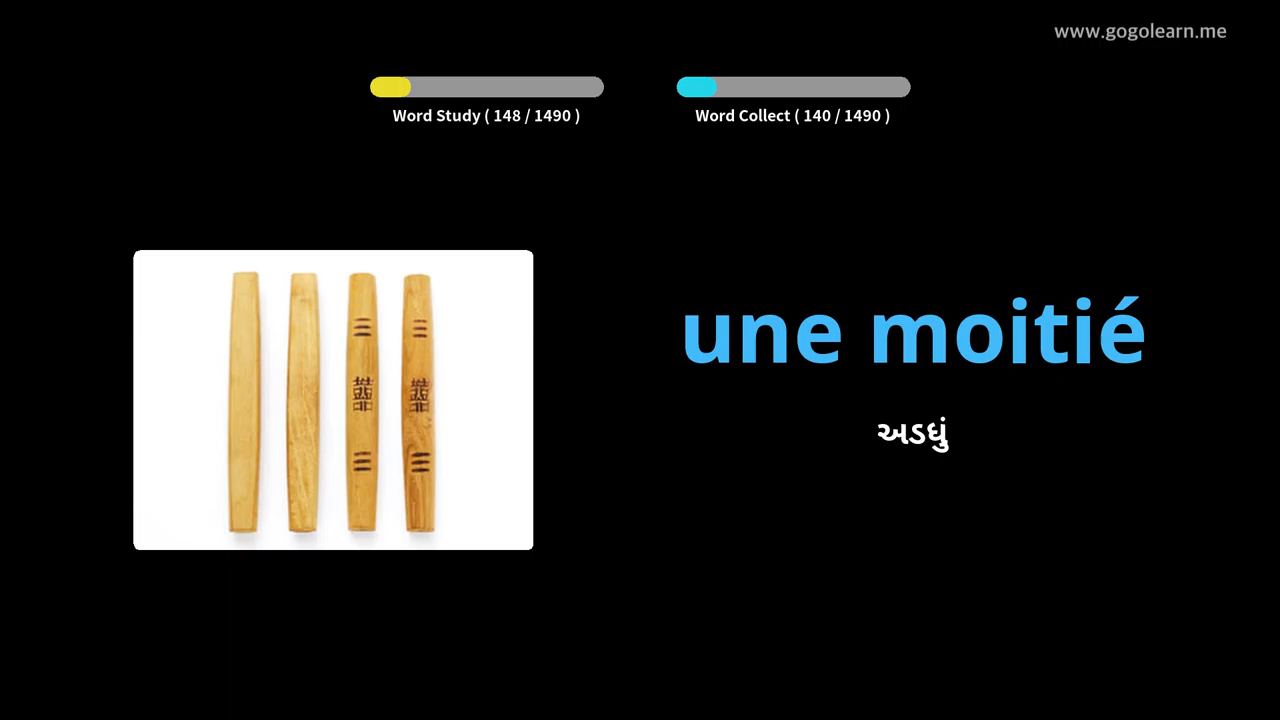 www.gogolearn.me
Word Study ( 148 / 1490 )
Word Collect ( 140 / 1490 )
une moitié
અડધું